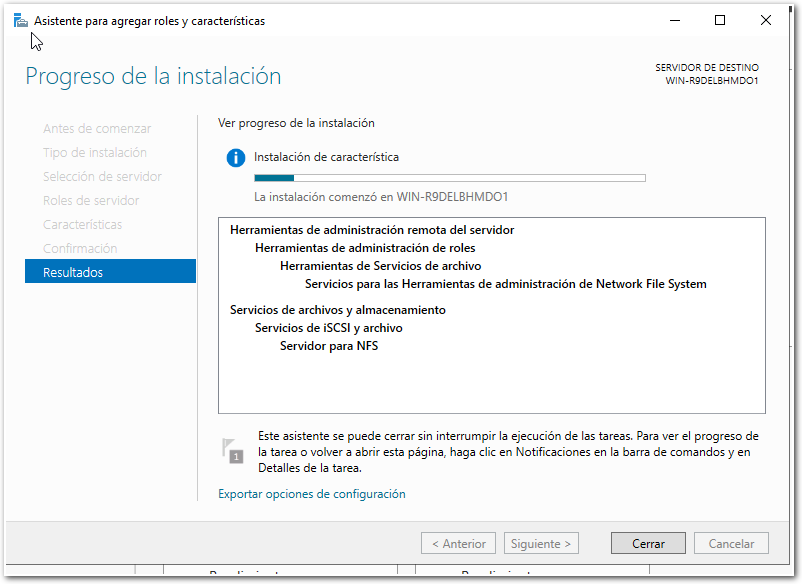 Asistente para agregar roles y características
Progreso de la instalación
SERVIDOR DE DESTINO
WIN-R9DELBHMDO1
Antes de comenzar
Tipo de instalación
Selección de servidor
Roles de servidor
Características
Confirmación
Resultados
Ver progreso de la instalación
Instalación de característica
La instalación comenzó en WIN-R9DELBHMDO1
Herramientas de administración remota del servidor
Herramientas de administración de roles
Herramientas de Servicios de archivo
Servicios para las Herramientas de administración de Network File System
Servicios de archivos y almacenamiento
Servicios de iSCSI y archivo
Servidor para NFS
1
Este asistente se puede cerrar sin interrumpir la ejecución de las tareas. Para ver el progreso de
la tarea o volver a abrir esta página, haga clic en Notificaciones en la barra de comandos y en
Detalles de la tarea.
Exportar opciones de configuración
< Anterior
Siguiente >
Cerrar
Cancelar